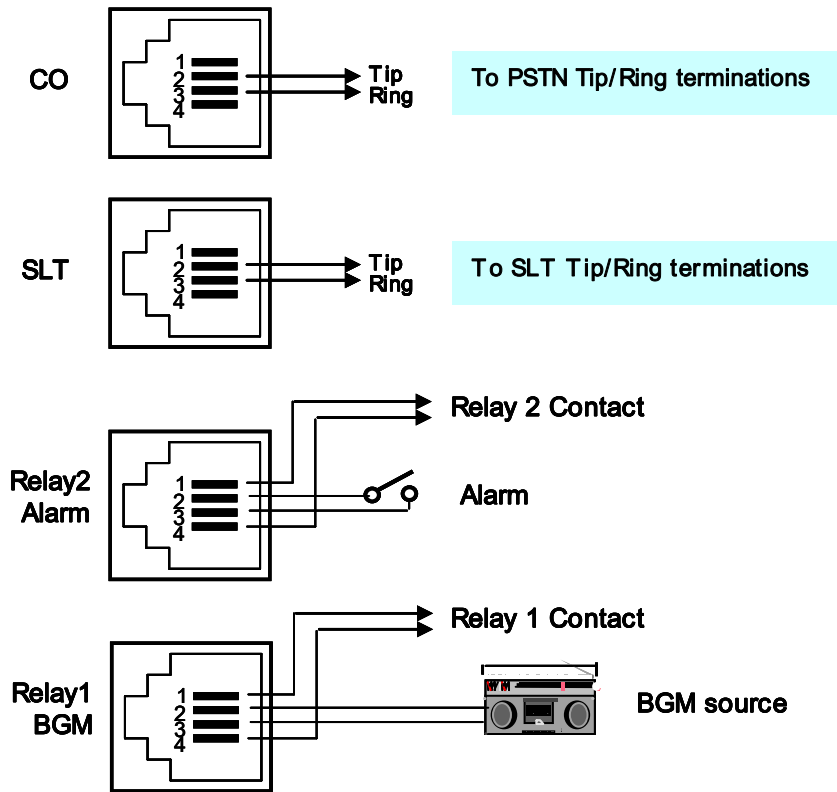 CO
1
2
3
4
Tip
Ring
To PSTN Tip/Ring terminations
SLT
1
2
3
4
Tip
Ring
To SLT Tip/Ring terminations
Relay2
Alarm
1
2
3
4
Relay 2 Contact
Alarm
Relay1
BGM
1
2
3
4
Relay 1 Contact
BGM source